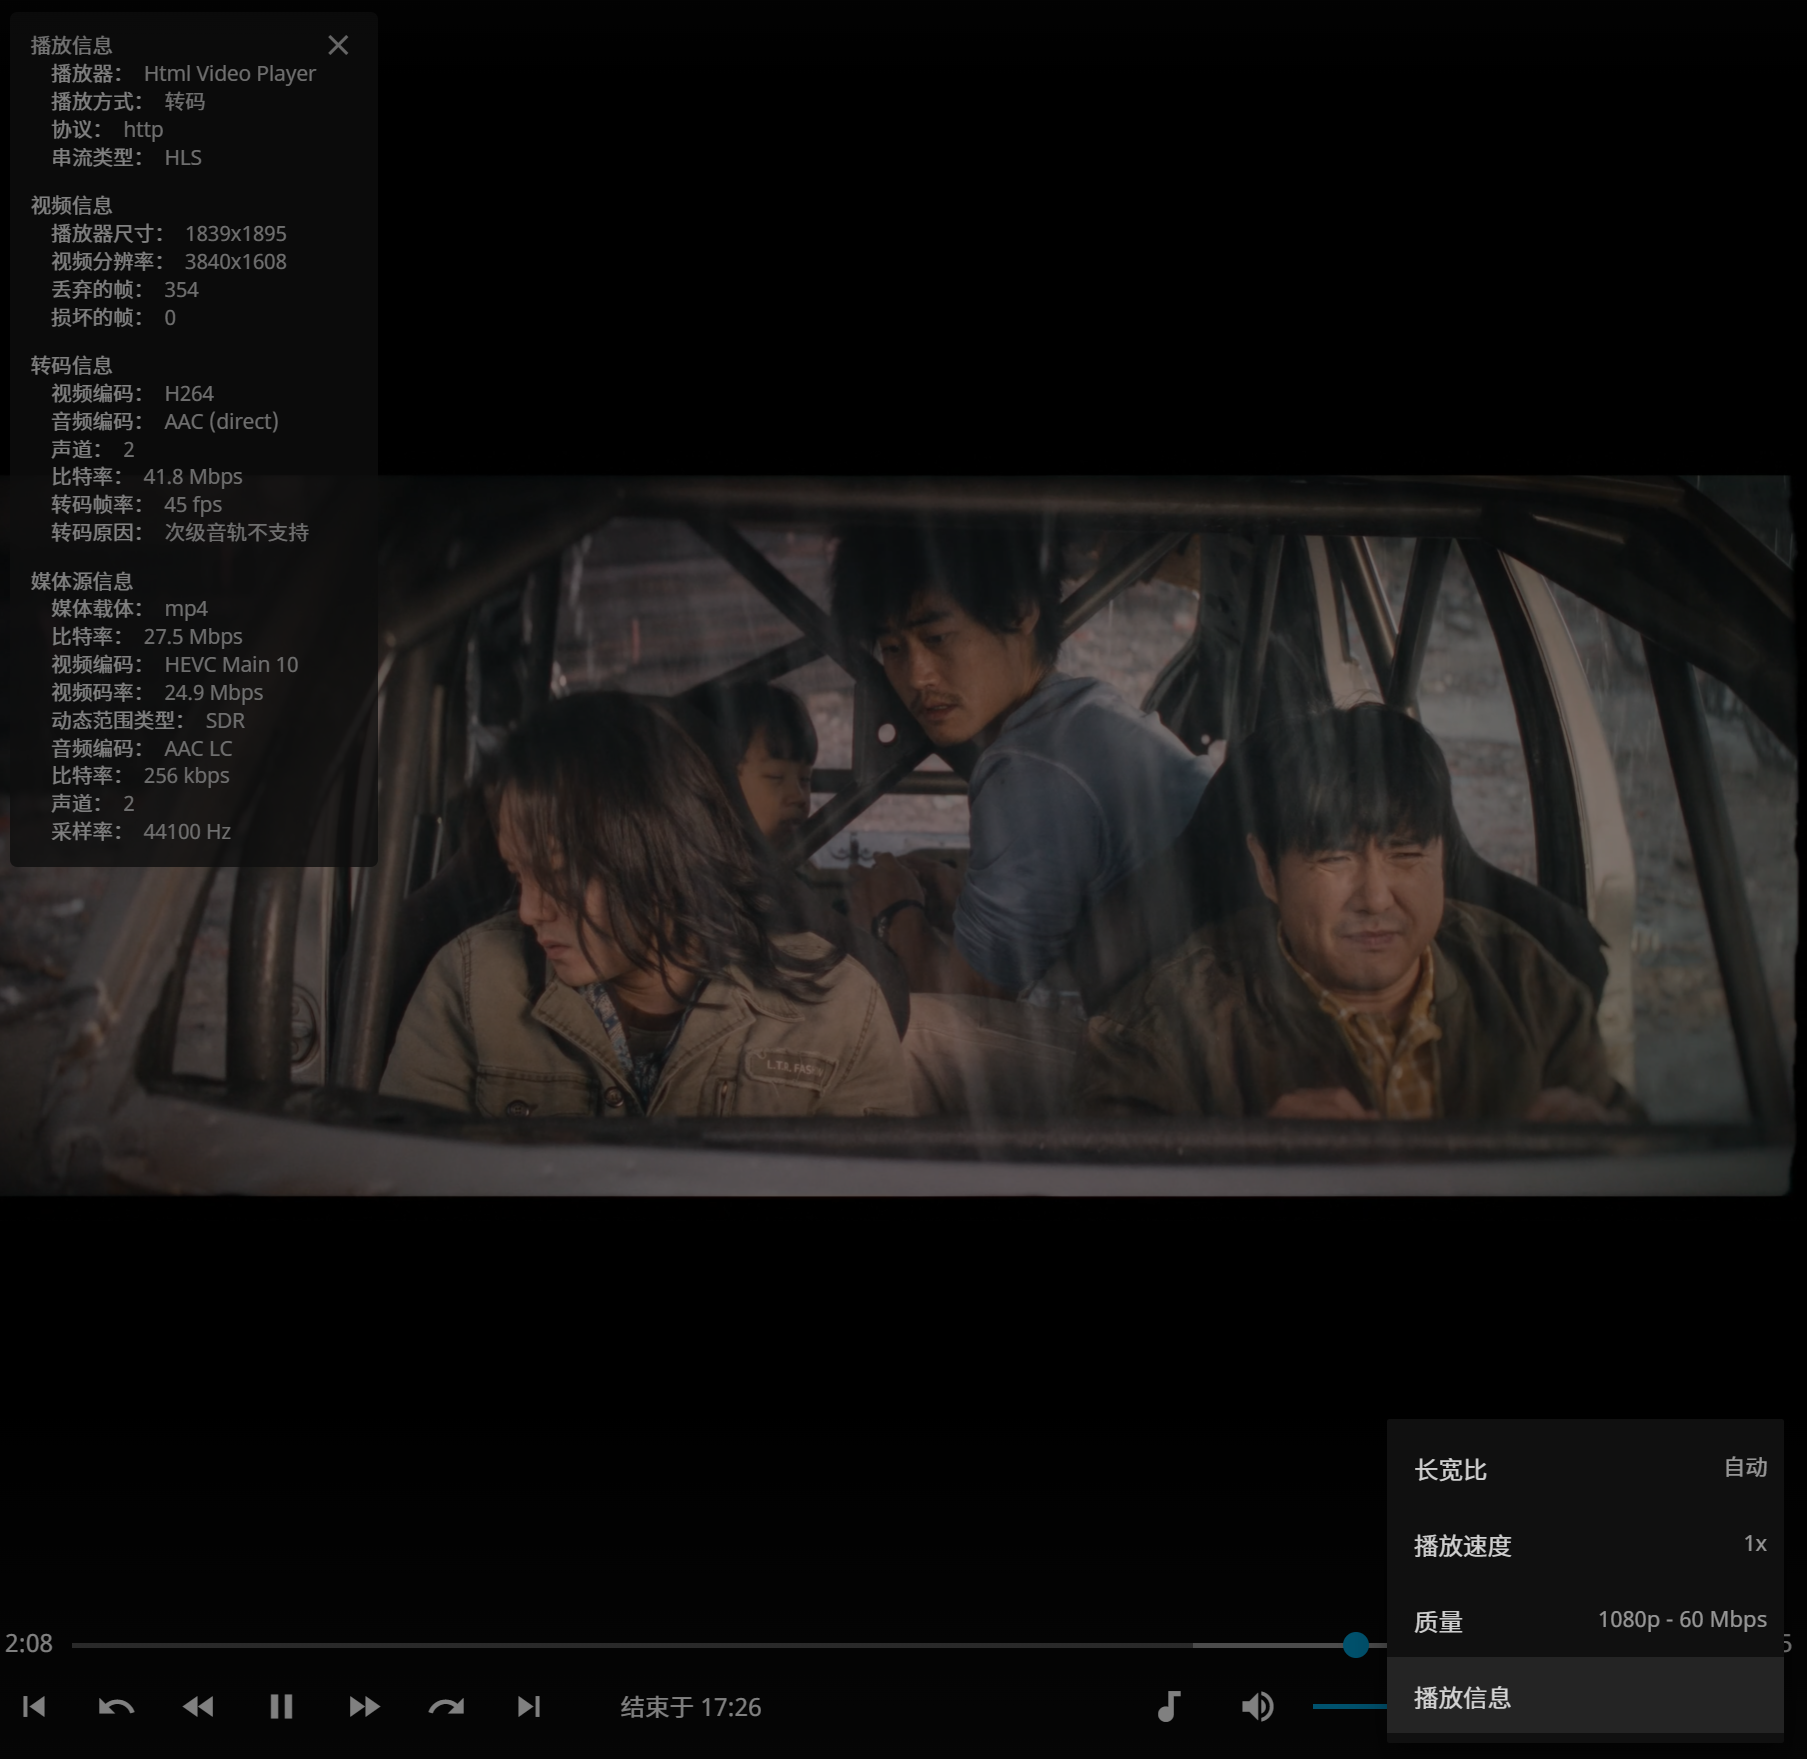 播放信息
播放器： Html Video Player
播放方式： 转码
协议： http
串流类型： HLS
视频信息
播放器尺寸： 1839x1895
视频分辨率： 3840x1608
丢弃的帧： 354
损坏的帧： 0
转码信息
视频编码： H264
音频编码： AAC (direct)
声道： 2
比特率： 41.8 Mbps
转码帧率： 45 fps
转码原因： 次级音轨不支持
媒体源信息
媒体载体： mp4
比特率： 27.5 Mbps
视频编码： HEVC Main 10
视频码率： 24.9 Mbps
动态范围类型： SDR
音频编码： AAC LC
比特率： 256 kbps
声道： 2
采样率： 44100 Hz
长宽比 自动
播放速度 1x
质量 1080p - 60 Mbps
播放信息
2:08
结束于 17:26